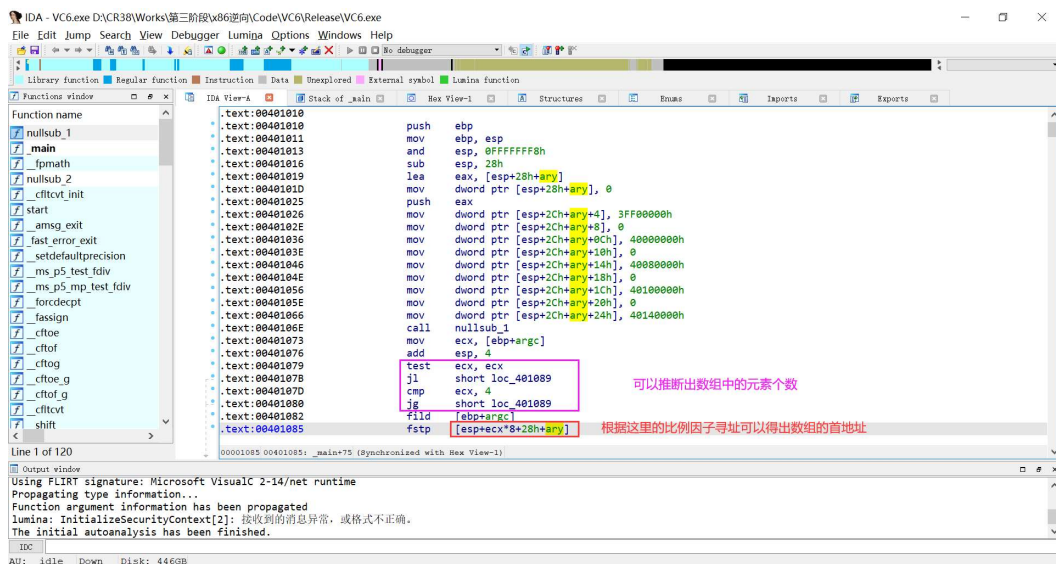 IDA - VC6.exe D:\CR38\Works\第三阶段\x86逆向\Code\VC6\Release\VC6.exe
File Edit Jump Search View Debugger Lumina Options Windows Help
No debugger
Library function Regular function Instruction Data Unexplored External symbol Lumina function
Functions window
IDA View-A Stack of _main Hex View-1 Structures Enums Imports Exports
Function name
nullsub_1
_main
__fpmath
nullsub_2
__cfltcvt_init
start
__amsg_exit
_fast_error_exit
__setdefaultprecision
__ms_p5_test_fdiv
__ms_p5_mp_test_fdiv
__forcdecpt
__fassign
__cftoe
__cftof
__cftog
__cftoe_g
__cftof_g
__cfltcvt
__shift
Line 1 of 120
.text:00401010
.text:00401010 push ebp
.text:00401011 mov ebp, esp
.text:00401013 and esp, 0FFFFFFF8h
.text:00401016 sub esp, 28h
.text:00401019 lea eax, [esp+28h+ary]
.text:0040101D mov dword ptr [esp+28h+ary], 0
.text:00401025 push eax
.text:00401026 mov dword ptr [esp+2Ch+ary+4], 3FF00000h
.text:0040102E mov dword ptr [esp+2Ch+ary+8], 0
.text:00401036 mov dword ptr [esp+2Ch+ary+0Ch], 40000000h
.text:0040103E mov dword ptr [esp+2Ch+ary+10h], 0
.text:00401046 mov dword ptr [esp+2Ch+ary+14h], 40080000h
.text:0040104E mov dword ptr [esp+2Ch+ary+18h], 0
.text:00401056 mov dword ptr [esp+2Ch+ary+1Ch], 40100000h
.text:0040105E mov dword ptr [esp+2Ch+ary+20h], 0
.text:00401066 mov dword ptr [esp+2Ch+ary+24h], 40140000h
.text:0040106E call nullsub_1
.text:00401073 mov ecx, [ebp+argc]
.text:00401076 add esp, 4
.text:00401079 test ecx, ecx
.text:0040107B jl short loc_401089
.text:0040107D cmp ecx, 4
.text:00401080 jg short loc_401089
.text:00401082 fild [ebp+argc]
.text:00401085 fstp [esp+ecx*8+28h+ary]
可以推断出数组中的元素个数
根据这里的比例因子寻址可以得出数组的首地址
00001085 00401085: _main+75 (Synchronized with Hex View-1)
Output window
Using FLIRT signature: Microsoft VisualC 2-14/net runtime
Propagating type information...
Function argument information has been propagated
lumina: InitializeSecurityContext[2]: 接收到的消息异常，或格式不正确。
The initial autoanalysis has been finished.
IDC
AU: idle Down Disk: 446GB